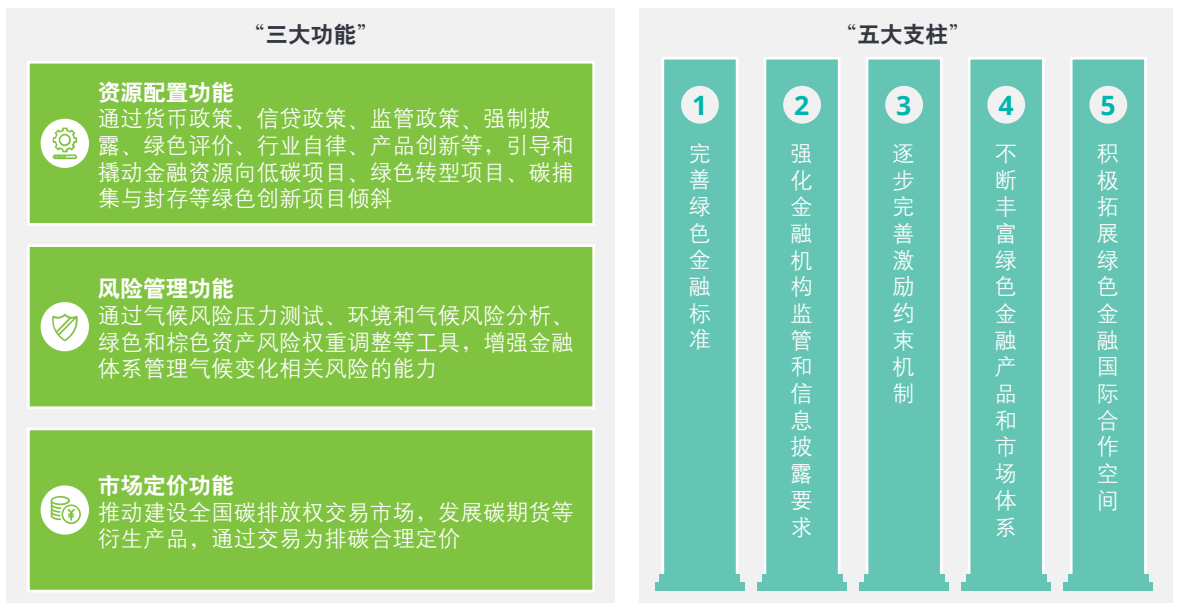 “三大功能”
资源配置功能
通过货币政策、信贷政策、监管政策、强制披
露、绿色评价、行业自律、产品创新等，引导和
撬动金融资源向低碳项目、绿色转型项目、碳捕
集与封存等绿色创新项目倾斜
风险管理功能
通过气候风险压力测试、环境和气候风险分析、
绿色和棕色资产风险权重调整等工具，增强金融
体系管理气候变化相关风险的能力
市场定价功能
推动建设全国碳排放权交易市场，发展碳期货等
衍生产品，通过交易为排碳合理定价
“五大支柱”
1
完善绿色金融标准
2
强化金融机构监管和信息披露要求
3
逐步完善激励约束机制
4
不断丰富绿色金融产品和市场体系
5
积极拓展绿色金融国际合作空间